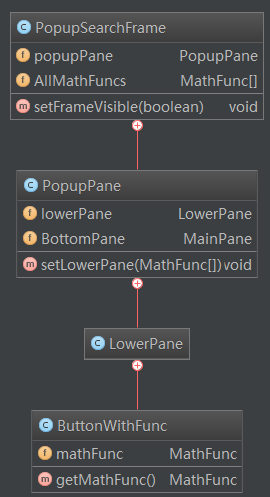 C PopupSearchFrame
f popupPane PopupPane
f AllMathFuncs MathFunc[]
m setFrameVisible(boolean) void
C PopupPane
f lowerPane LowerPane
f BottomPane MainPane
m setLowerPane(MathFunc[]) void
C LowerPane
C ButtonWithFunc
f mathFunc MathFunc
m getMathFunc() MathFunc